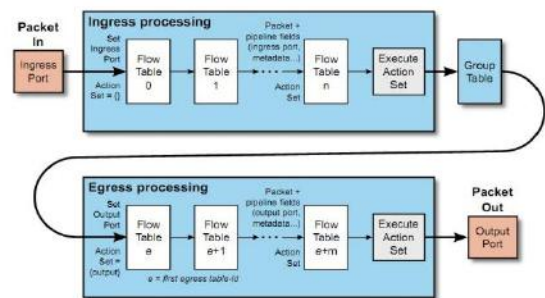 Ingress processing
Packet
In
Ingress
Port
Set
Ingress
Port
Action
Set = {}
Flow
Table
0
Flow
Table
1
Packet +
pipeline fields
(ingress port,
metadata...)
Action
Set
Flow
Table
n
Execute
Action
Set
Group
Table
Egress processing
Set
Output
Port
Action
Set =
{output}
Flow
Table
e
Flow
Table
e+1
e = first egress table-id
Packet +
pipeline fields
(output port,
metadata...)
Action
Set
Flow
Table
e+m
Execute
Action
Set
Packet
Out
Output
Port